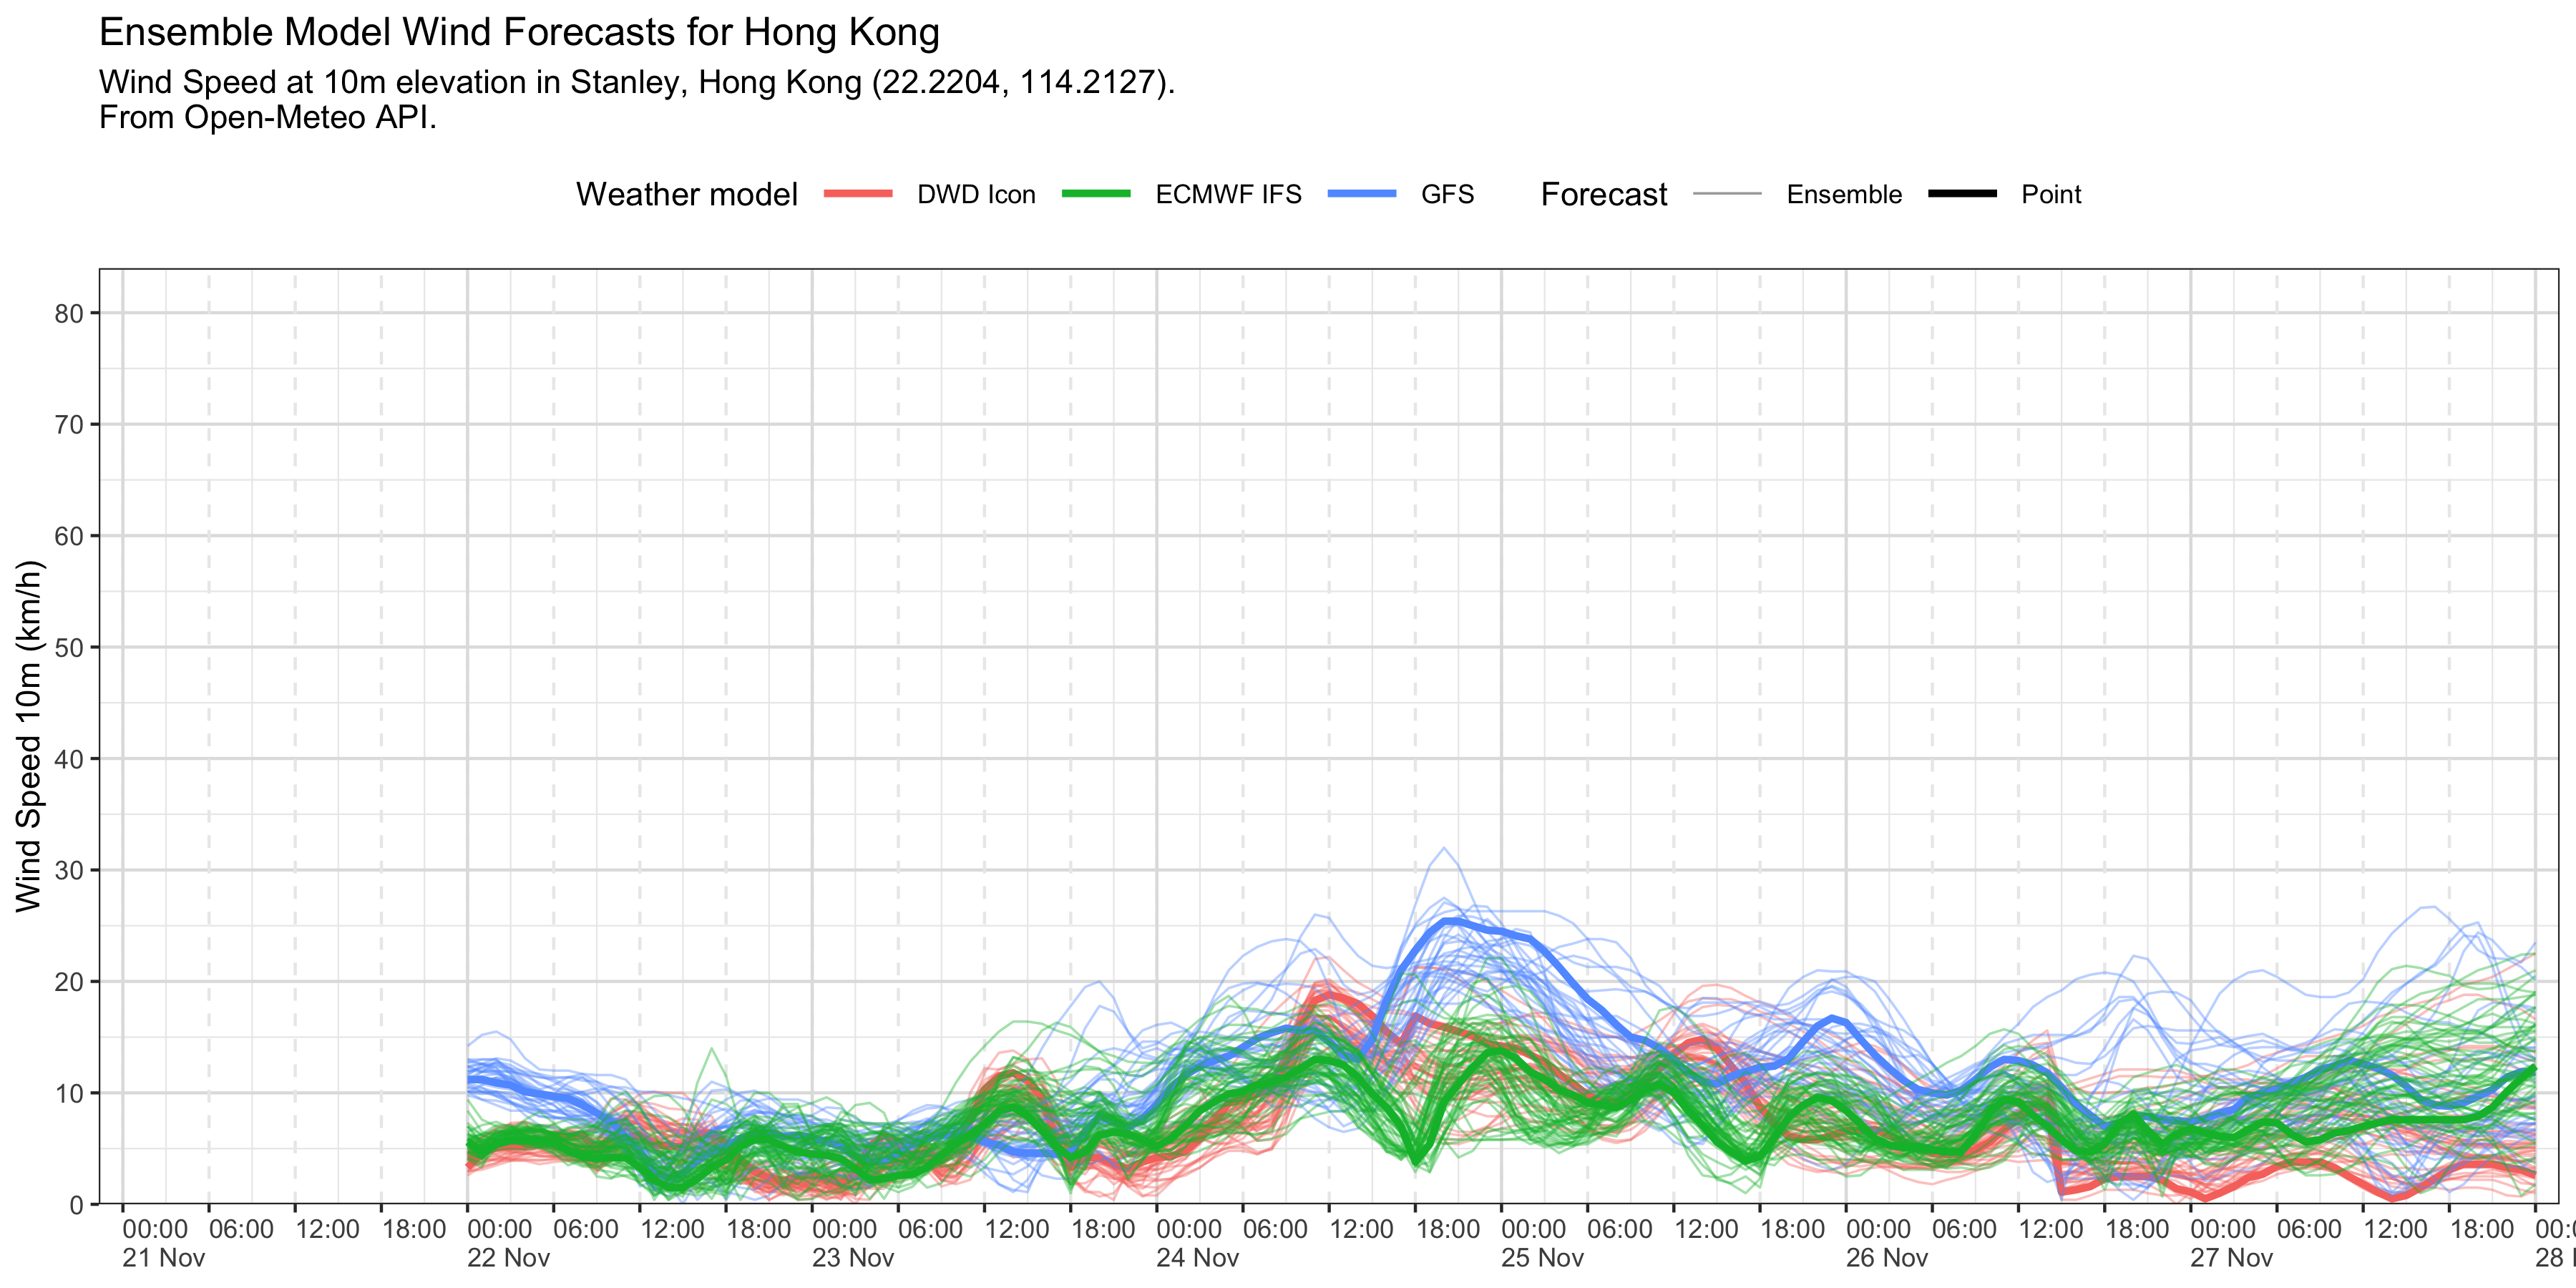 Ensemble Model Wind Forecasts for Hong Kong
Wind Speed at 10m elevation in Stanley, Hong Kong (22.2204, 114.2127).
From Open-Meteo API.
Weather model DWD Icon ECMWF IFS GFS Forecast Ensemble Point
Wind Speed 10m (km/h)
80
70
60
50
40
30
20
10
0
00:00 06:00 12:00 18:00 00:00 06:00 12:00 18:00 00:00 06:00 12:00 18:00 00:00 06:00 12:00 18:00 00:00 06:00 12:00 18:00 00:00 06:00 12:00 18:00 00:00 06:00 12:00 18:00
21 Nov 22 Nov 23 Nov 24 Nov 25 Nov 26 Nov 27 Nov 28